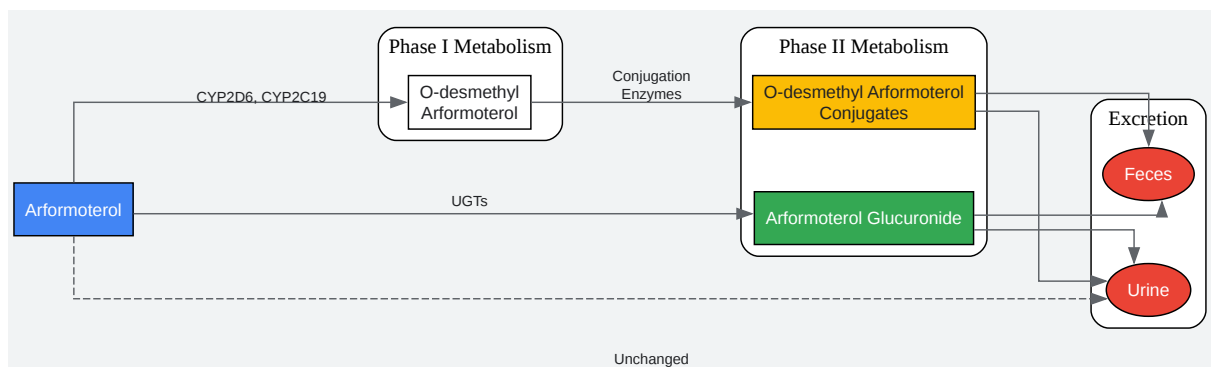 Phase I Metabolism
Phase II Metabolism
Conjugation
Enzymes
CYP2D6, CYP2C19
O-desmethyl
Arformoterol
O-desmethyl Arformoterol
Conjugates
Excretion
Feces
Arformoterol
UGTs
Arformoterol Glucuronide
Urine
Unchanged